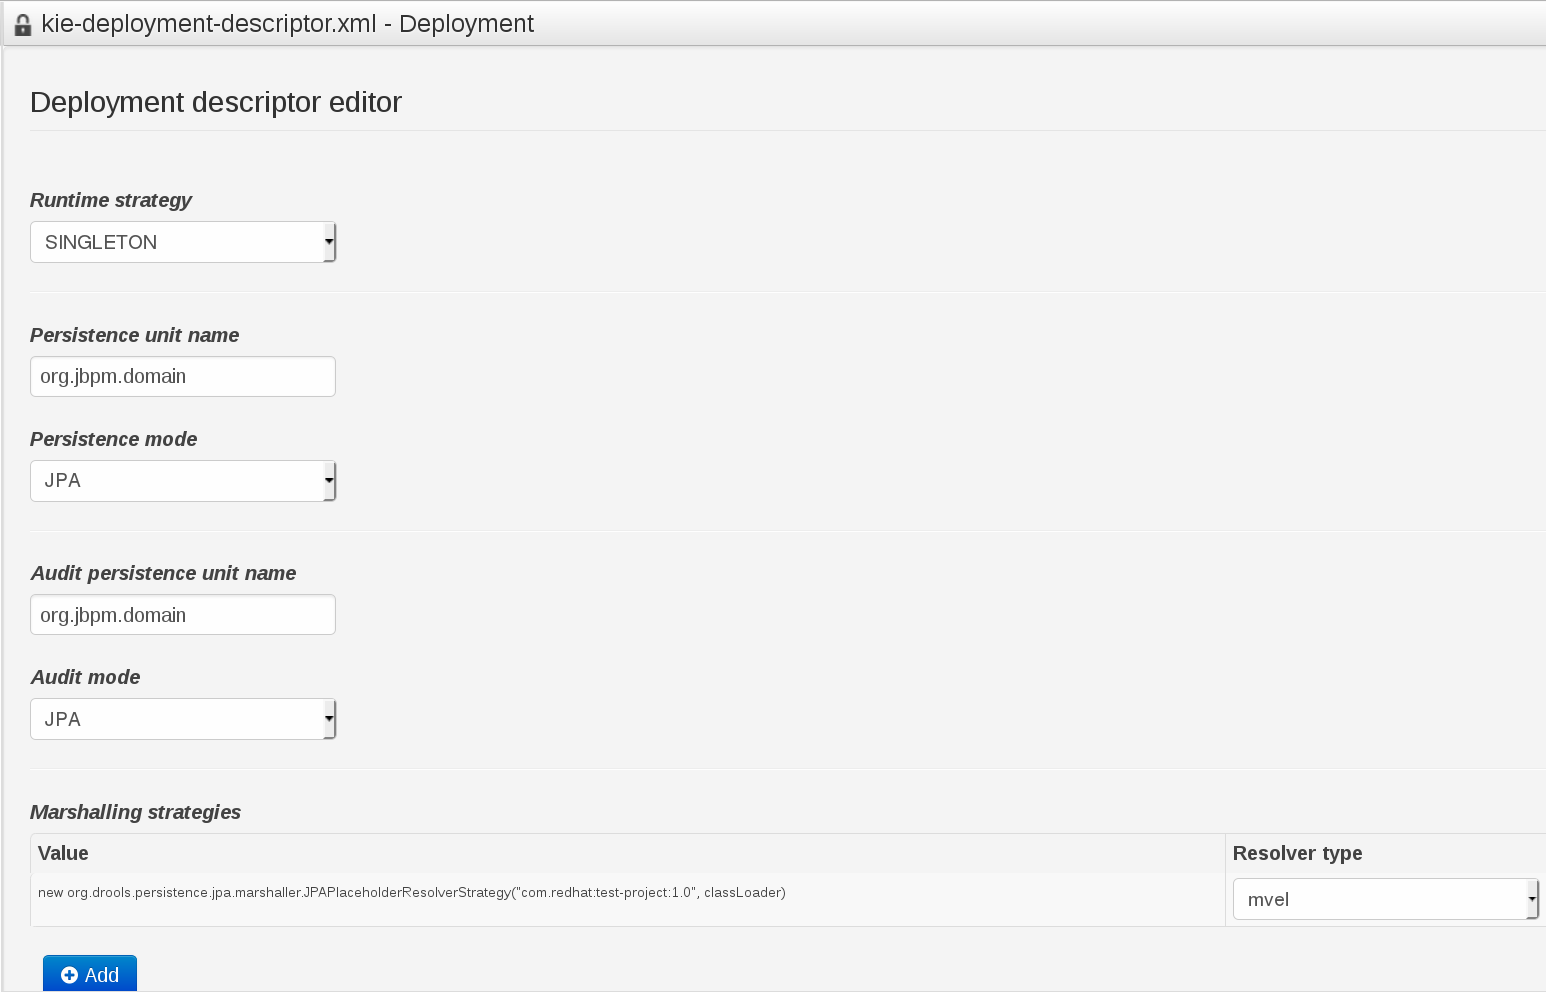 kie-deployment-descriptor.xml - Deployment
Deployment descriptor editor
Runtime strategy
SINGLETON
Persistence unit name
org.jbpm.domain
Persistence mode
JPA
Audit persistence unit name
org.jbpm.domain
Audit mode
JPA
Marshalling strategies
Value Resolver type
new org.drools.persistence.jpa.marshaller.JPAPlaceholderResolverStrategy("com.redhat:test-project:1.0", classLoader) mvel
Add